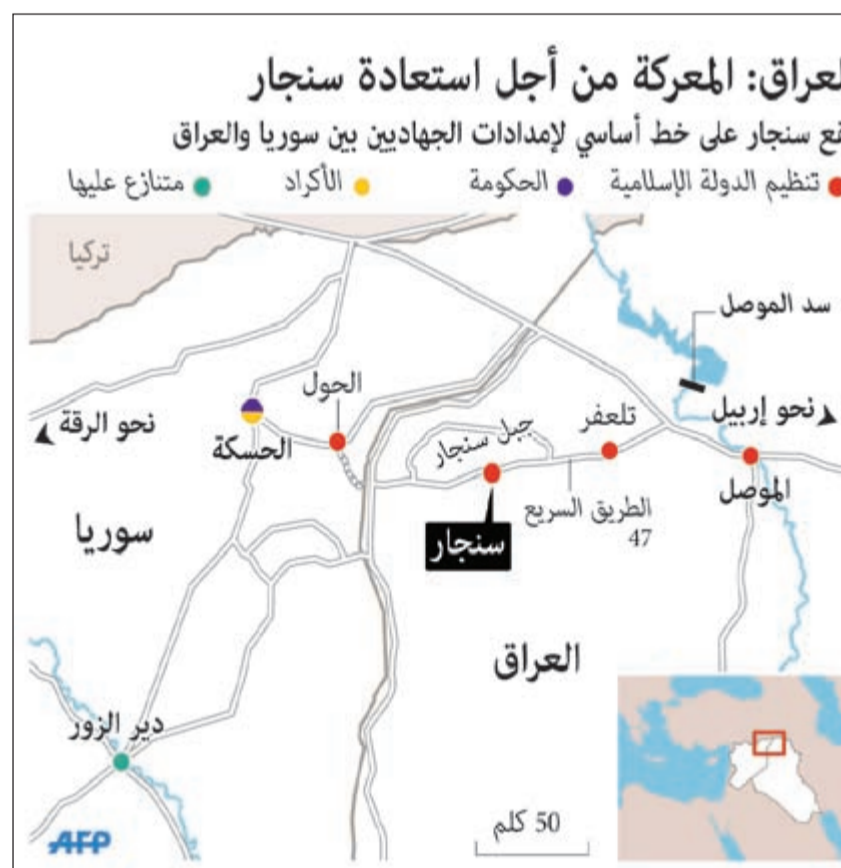 لعراق: المعركة من أجل استعادة سنجار
قع سنجار على خط أساسي لإمدادات الجهاديين بين سوريا والعراق
تنظيم الدولة الإسلامية الحكومة الأكراد متنازع عليها
تركيا
سد الموصل
نحو إربيل
تلعفر
جبل سنجار
الحول
الحسكة
نحو الرقة
الموصل
الطريق السريع
47
سنجار
سوريا
العراق
دير الزور
50 كلم
AFP